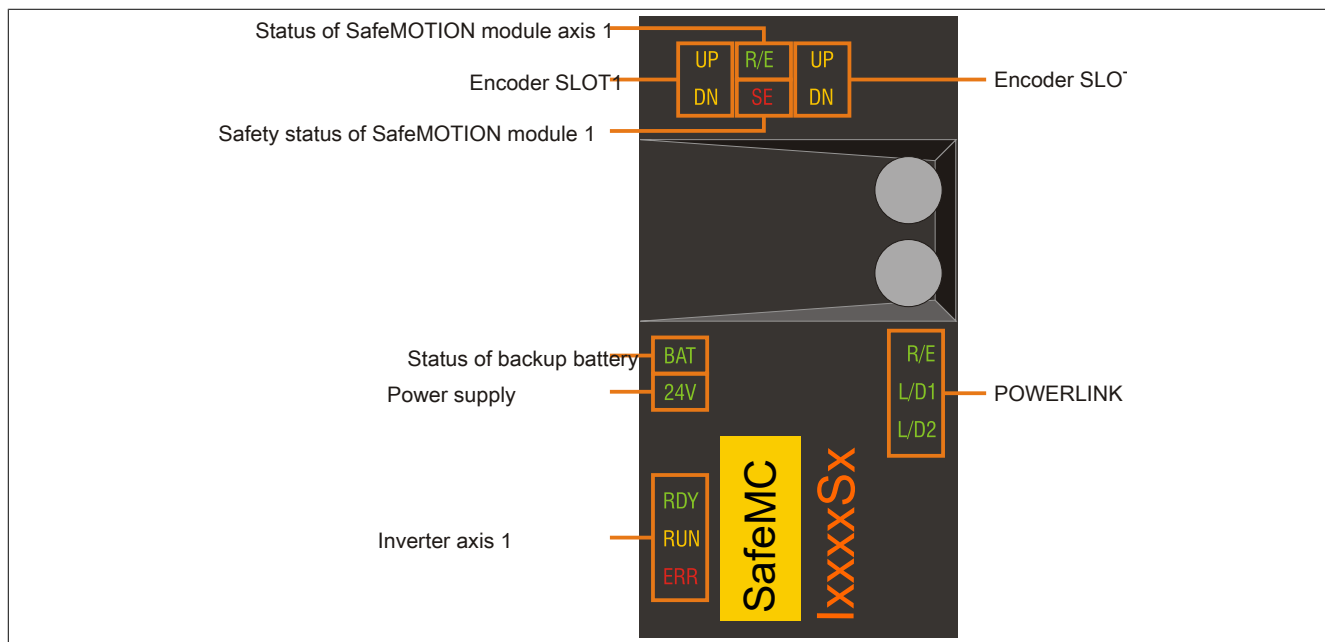 Status of SafeMOTION module axis 1
UP R/E UP
Encoder SLOT1
Encoder SLO
DN SE DN
Safety status of SafeMOTION module 1
Status of backup battery
BAT
R/E
Power supply
24V
L/D1
POWERLINK
L/D2
RDY
Inverter axis 1
RUN
ERR
SafeMC
IxxxxSx